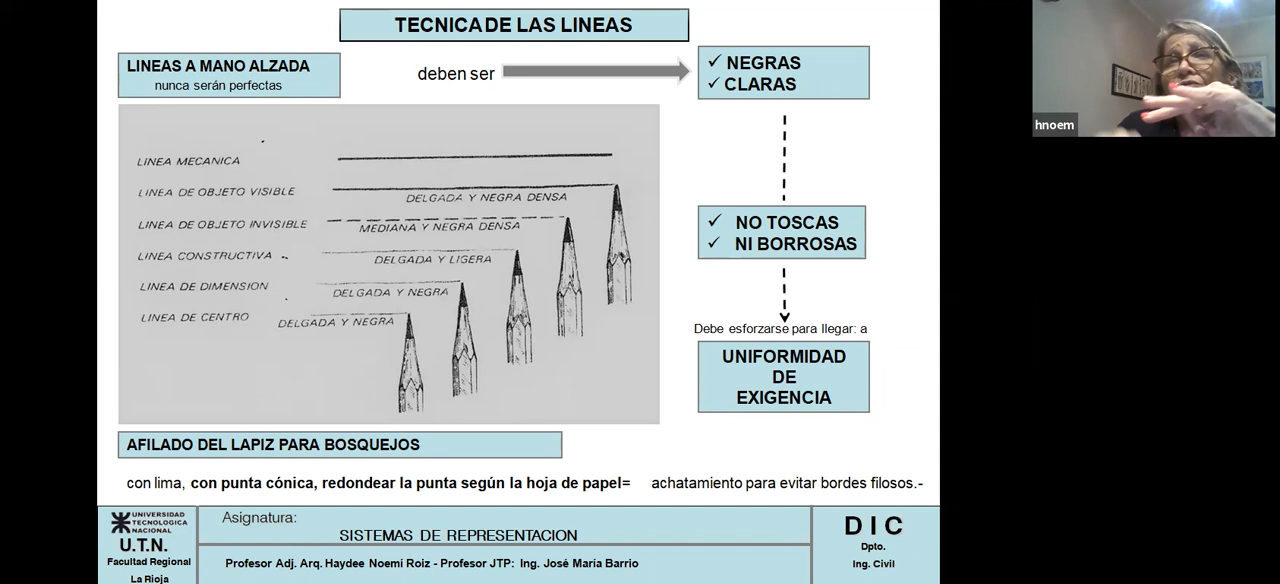 TECNICA DE LAS LINEAS
LINEAS A MANO ALZADA
nunca serán perfectas
deben ser
✓ NEGRAS
✓ CLARAS
hnoem
LINEA MECANICA
LINEA DE OBJETO VISIBLE
DELGADA Y NEGRA DENSA
LINEA DE OBJETO INVISIBLE
MEDIANA Y NEGRA DENSA
LINEA CONSTRUCTIVA
DELGADA Y LIGERA
LINEA DE DIMENSION
DELGADA Y NEGRA
LINEA DE CENTRO
DELGADA Y NEGRA
✓ NO TOSCAS
✓ NI BORROSAS
Debe esforzarse para llegar: a
UNIFORMIDAD
DE
EXIGENCIA
AFILADO DEL LAPIZ PARA BOSQUEJOS
con lima, con punta cónica, redondear la punta según la hoja de papel= achatamiento para evitar bordes filosos.-
UNIVERSIDAD
TECNOLOGICA
NACIONAL
U.T.N.
Facultad Regional
La Rioja
Asignatura:
SISTEMAS DE REPRESENTACION
Profesor Adj. Arq. Haydee Noemí Roiz - Profesor JTP: Ing. José María Barrio
D I C
Dpto.
Ing. Civil